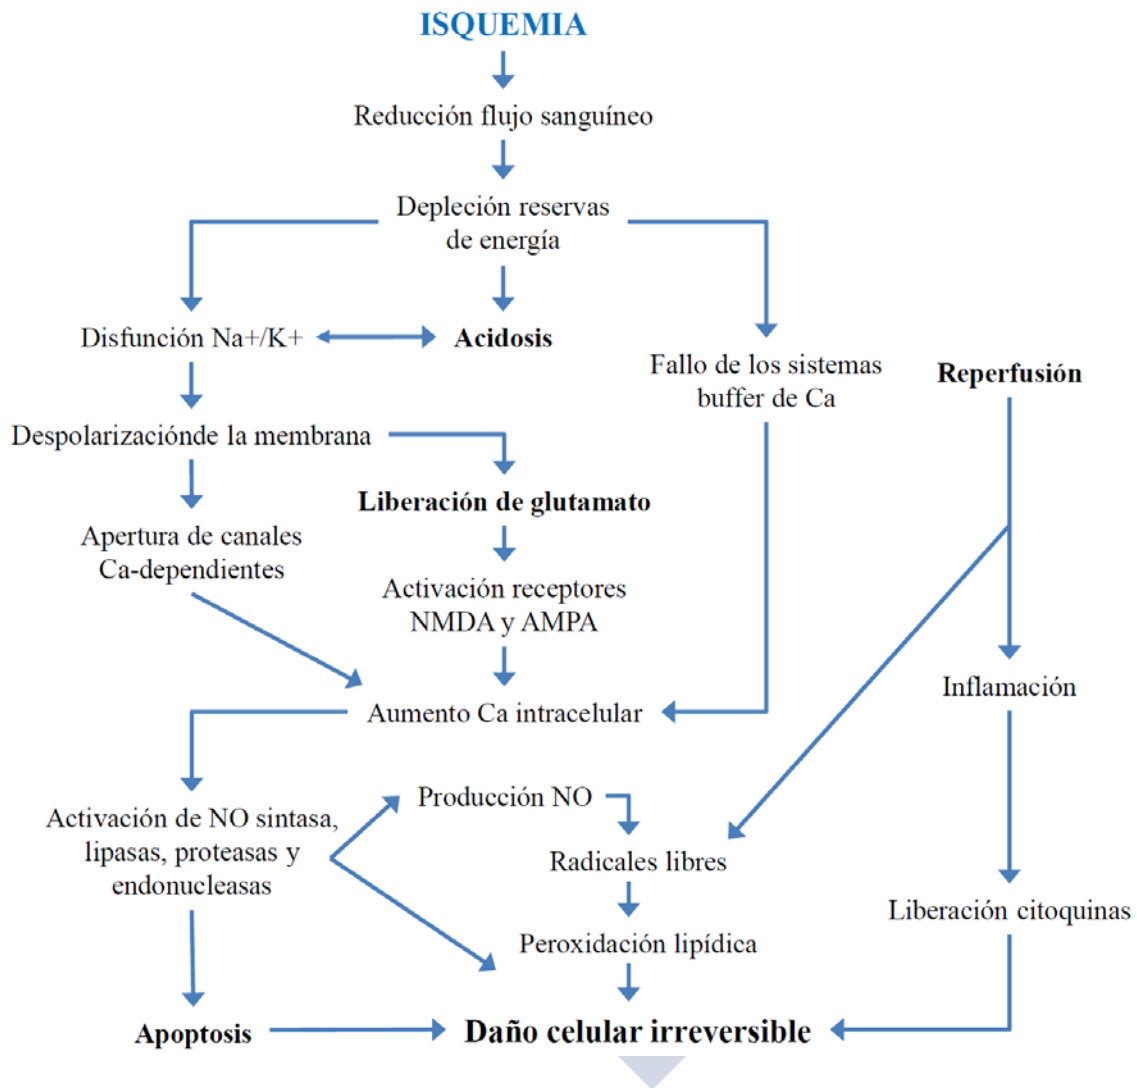 ISQUEMIA
Reducción flujo sanguíneo
Depleción reservas
de energía
Disfunción Na+/K+
Acidosis
Fallo de los sistemas
buffer de Ca
Reperfusión
Despolarizaciónde la membrana
Liberación de glutamato
Apertura de canales
Ca-dependientes
Activación receptores
NMDA y AMPA
Inflamación
Aumento Ca intracelular
Producción NO
Activación de NO sintasa,
lipasas, proteasas y
endonucleasas
Radicales libres
Liberación citoquinas
Peroxidación lipídica
Apoptosis
Daño celular irreversible